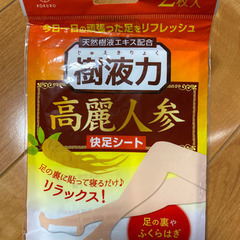 2枚入
今日一日の頑張った足をリフレッシュ
天然樹液エキス配合
じゅえきりょく
樹液力
高麗人参
快足シート
足の裏に貼って寝るだけ♪
リラックス!
足の裏や
ふくらはぎ